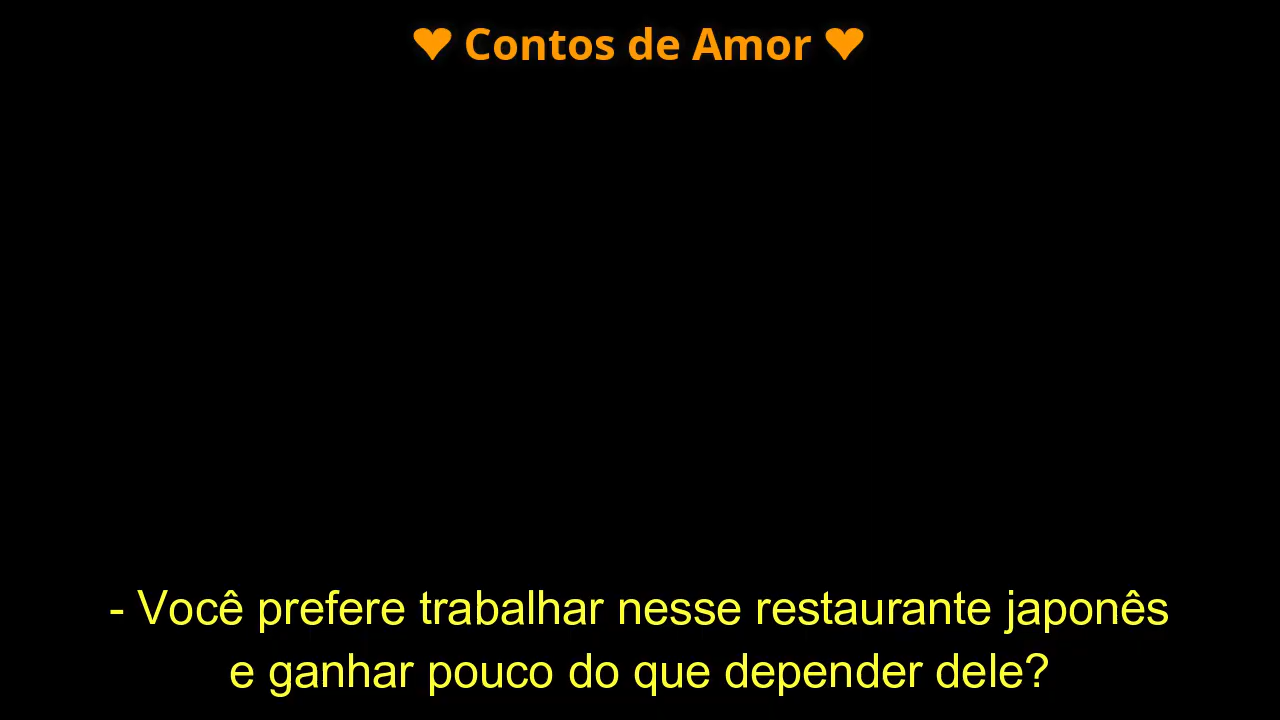 ❤ Contos de Amor ❤
- Você prefere trabalhar nesse restaurante japonês
e ganhar pouco do que depender dele?